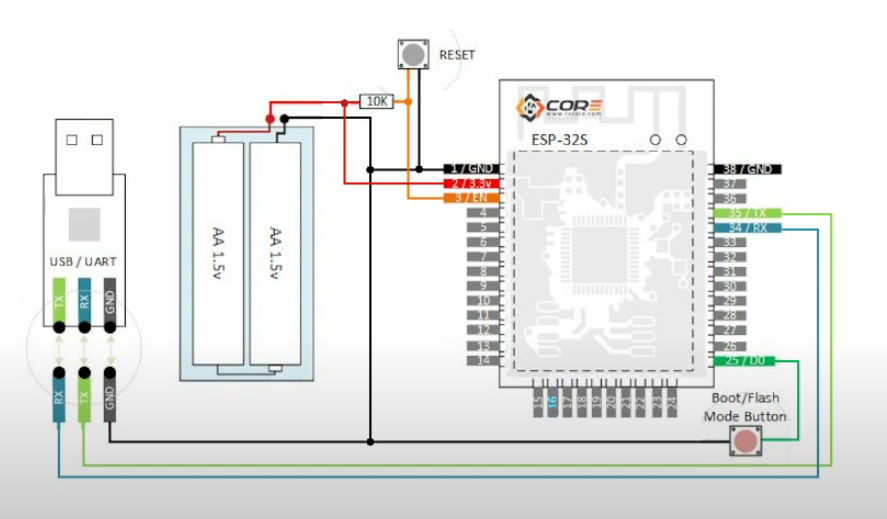 RESET
10K
CORE
www.ixcore.com
ESP-32S
1 / GND
2 / 3.3v
3 / EN
4
5
6
7
8
9
10
11
12
13
14
38 / GND
37
36
35 / TX
34 / RX
33
32
31
30
29
28
27
26
25 / D0
15
16
17
18
19
20
21
22
23
24
AA 1.5v
AA 1.5v
USB / UART
TX
RX
GND
RX
TX
GND
Boot/Flash
Mode Button